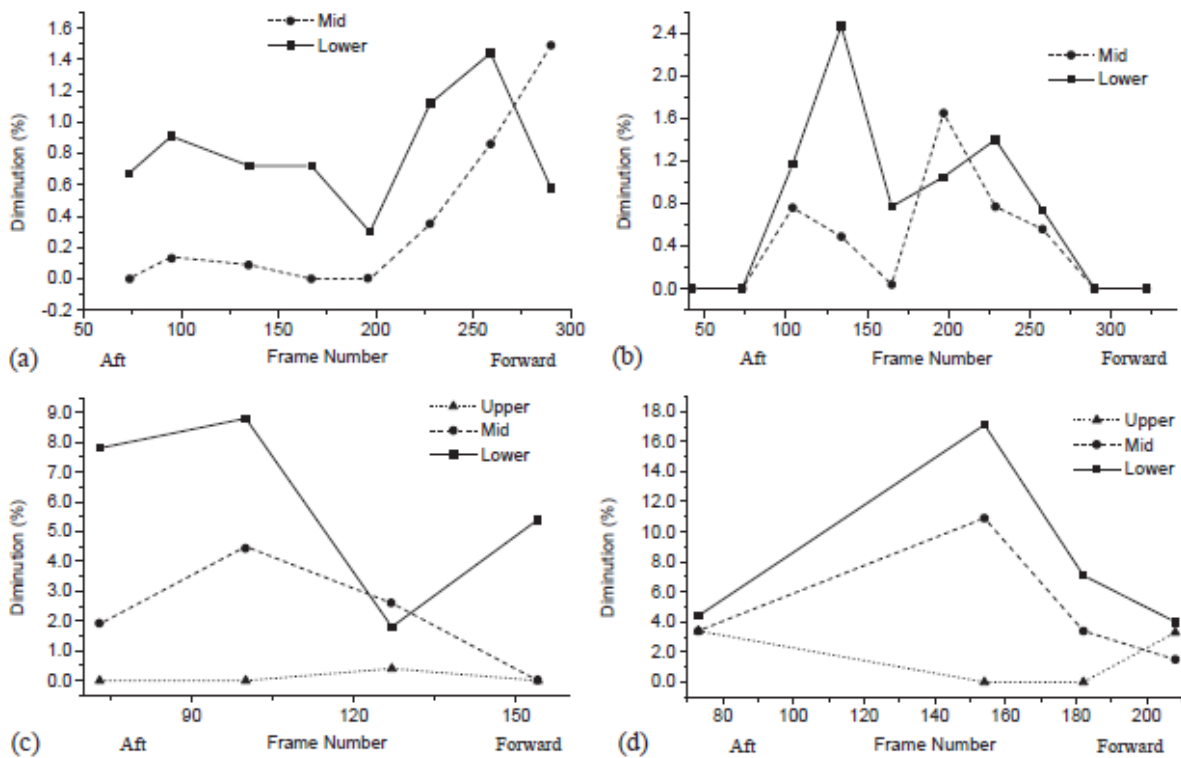 Mid
Lower
1.6
1.4
1.2
1.0
0.8
0.6
0.4
0.2
0.0
-0.2
Diminution (%)
50 100 150 200 250 300
(a) Aft Frame Number Forward
Mid
Lower
2.4
2.0
1.6
1.2
0.8
0.4
0.0
Diminution (%)
50 100 150 200 250 300
(b) Aft Frame Number Forward
Upper
Mid
Lower
9.0
8.0
7.0
6.0
5.0
4.0
3.0
2.0
1.0
0.0
Diminution (%)
90 120 150
(c) Aft Frame Number Forward
Upper
Mid
Lower
18.0
16.0
14.0
12.0
10.0
8.0
6.0
4.0
2.0
0.0
Diminution (%)
80 100 120 140 160 180 200
(d) Aft Frame Number Forward